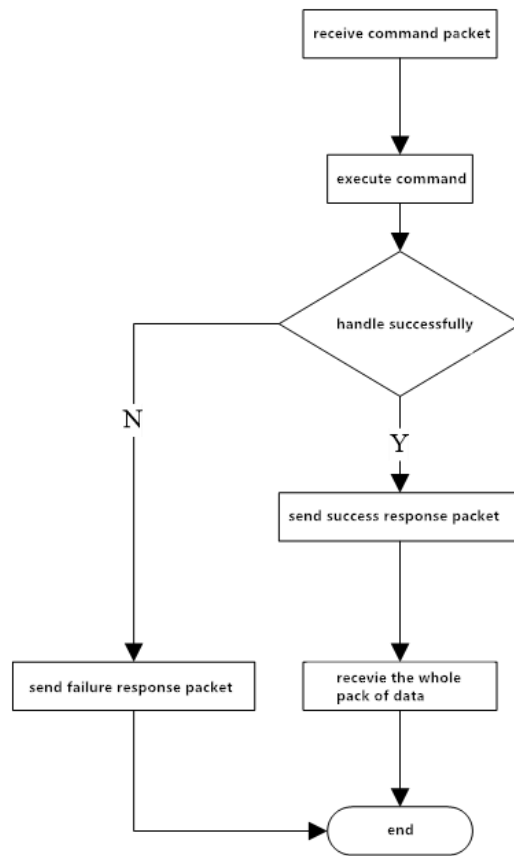 receive command packet
execute command
handle successfully
N
Y
send success response packet
send failure response packet
recevie the whole
pack of data
end